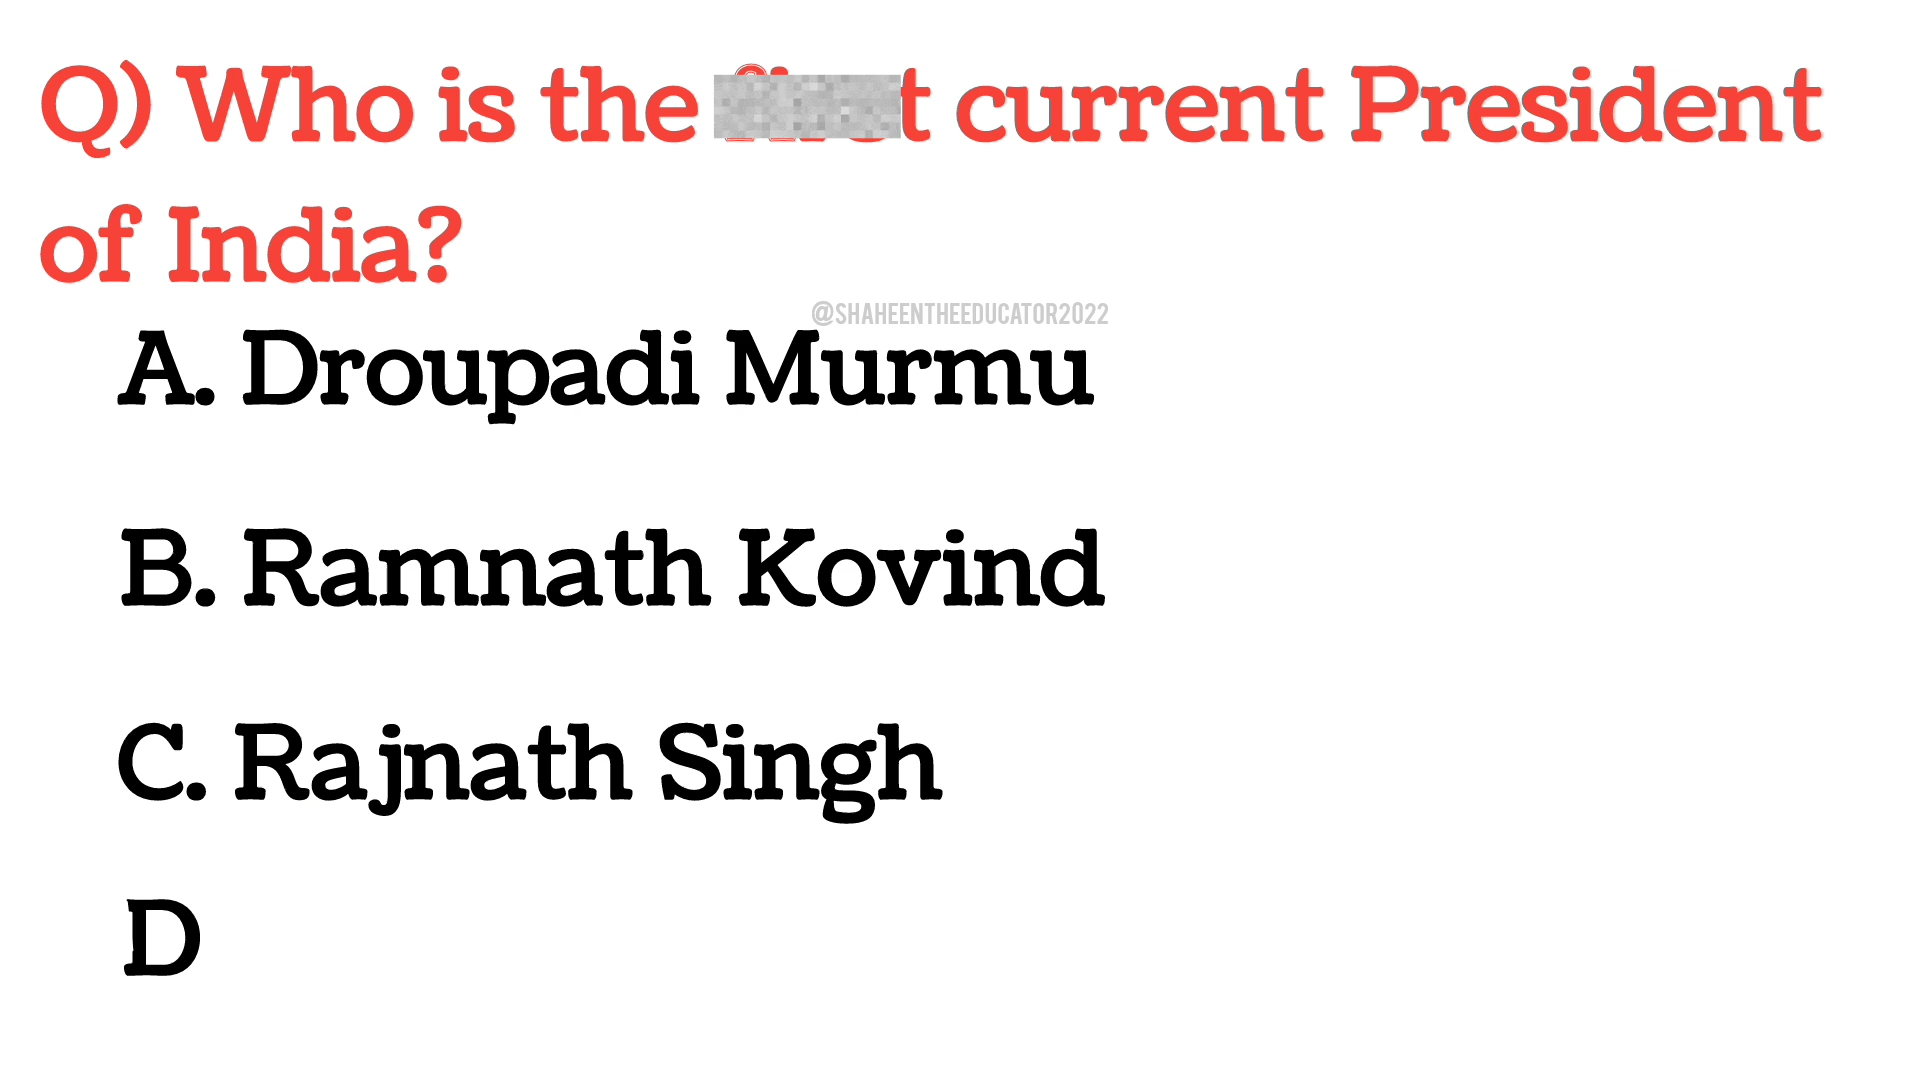 Q) Who is the current President
of India?
@SHAHEENTHEEDUCATOR2022
A. Droupadi Murmu
B. Ramnath Kovind
C. Rajnath Singh
D